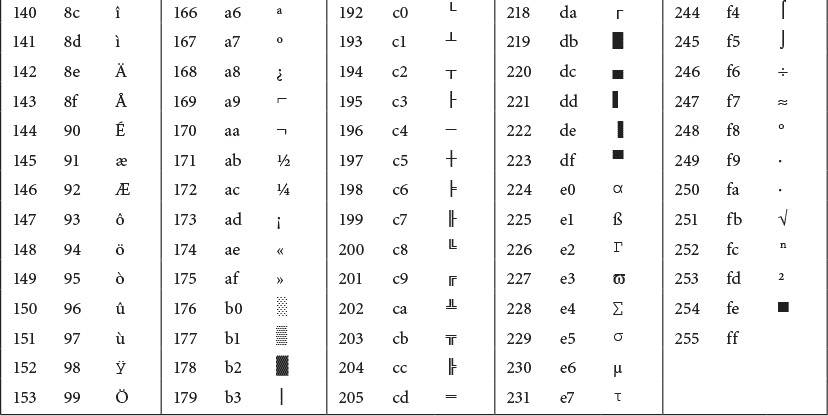 140 8c î 166 a6 ª 192 c0 └ 218 da ┌ 244 f4 ⌠
141 8d ì 167 a7 º 193 c1 ┴ 219 db █ 245 f5 ⌡
142 8e Ä 168 a8 ¿ 194 c2 ┬ 220 dc ▄ 246 f6 ÷
143 8f Å 169 a9 ⌐ 195 c3 ├ 221 dd ▌ 247 f7 ≈
144 90 É 170 aa ¬ 196 c4 ─ 222 de ▐ 248 f8 °
145 91 æ 171 ab ½ 197 c5 ┼ 223 df ▀ 249 f9 ·
146 92 Æ 172 ac ¼ 198 c6 ╞ 224 e0 α 250 fa ·
147 93 ô 173 ad ¡ 199 c7 ╟ 225 e1 ß 251 fb √
148 94 ö 174 ae « 200 c8 ╚ 226 e2 Γ 252 fc ⁿ
149 95 ò 175 af » 201 c9 ╔ 227 e3 ϖ 253 fd ²
150 96 û 176 b0 ░ 202 ca ╩ 228 e4 Σ 254 fe ■
151 97 ù 177 b1 ▒ 203 cb ╦ 229 e5 σ 255 ff
152 98 ÿ 178 b2 ▓ 204 cc ╠ 230 e6 µ
153 99 Ö 179 b3 │ 205 cd ═ 231 e7 τ